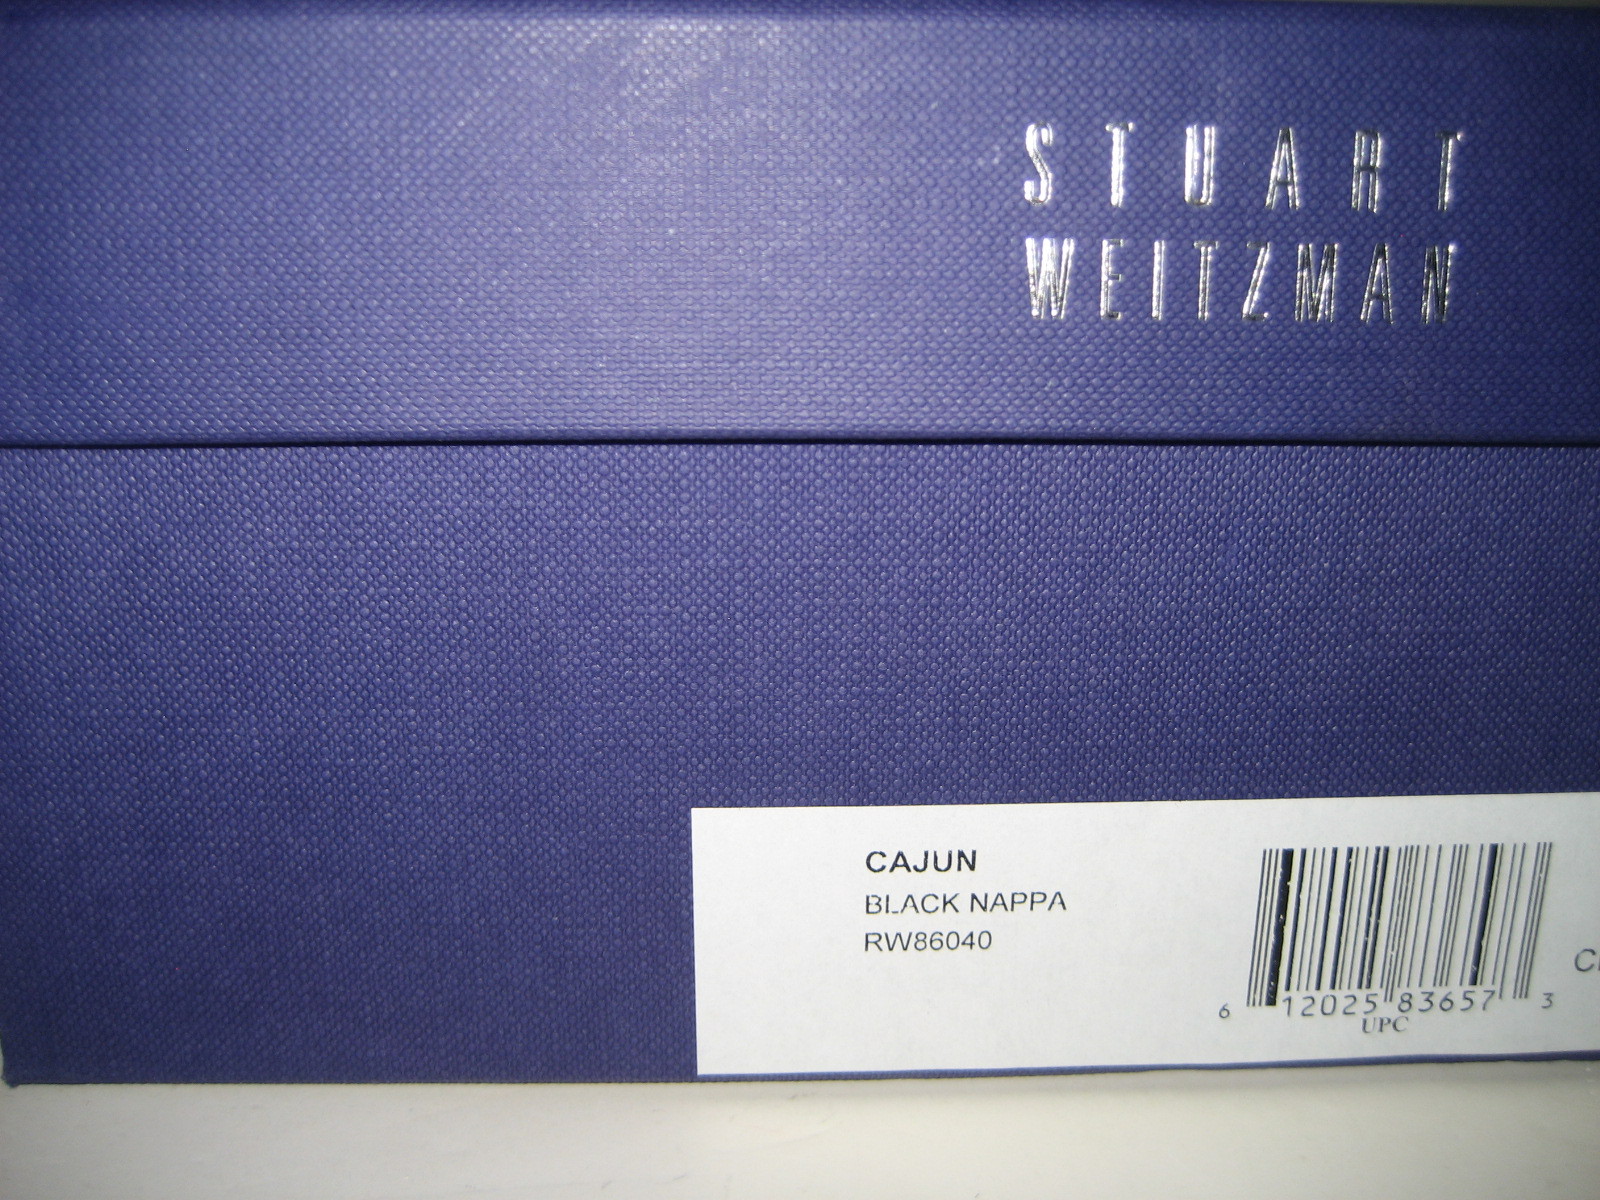 STUART
WEITZMAN
CAJUN
BLACK NAPPA
RW86040
6 12025 83657 3
UPC